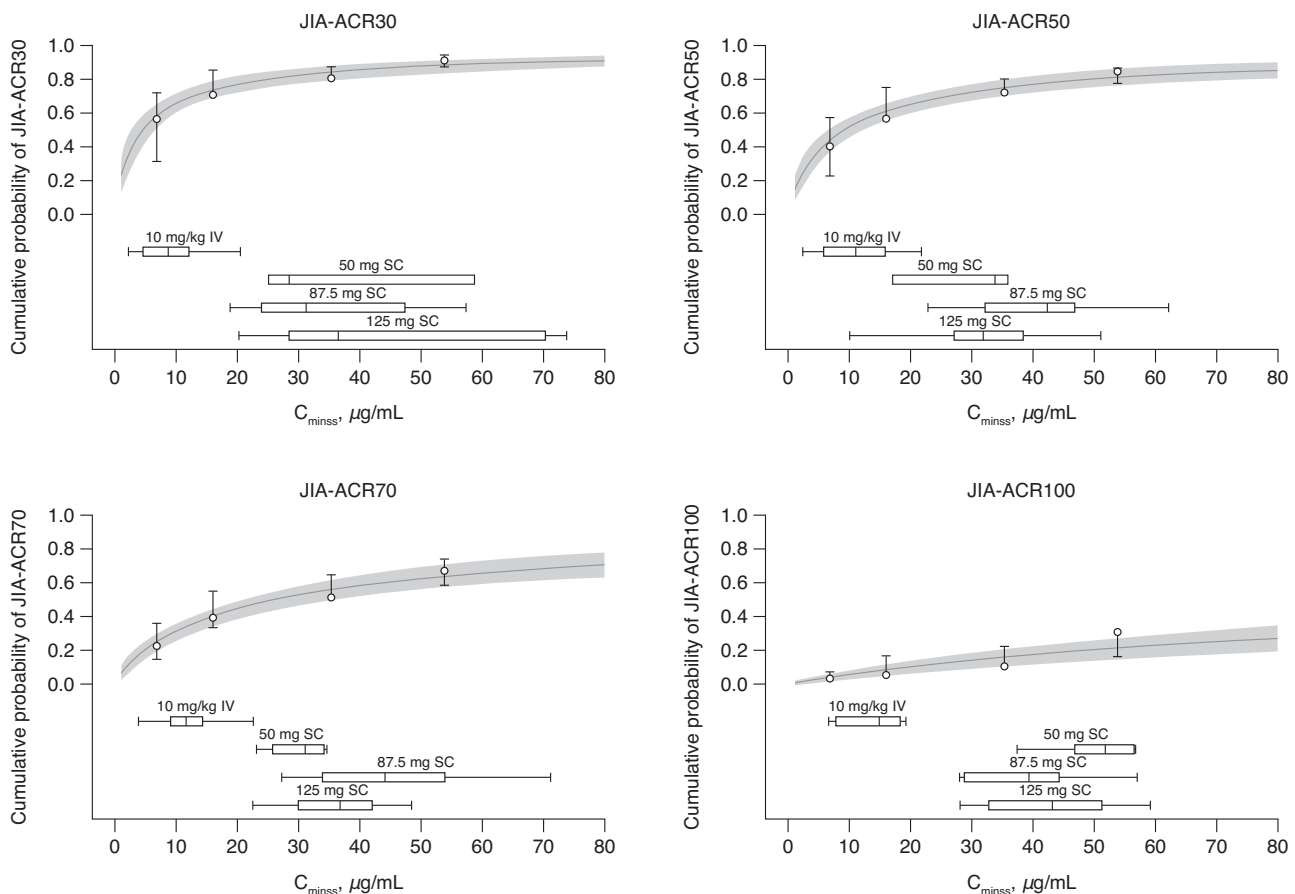 JIA-ACR30
Cumulative probability of JIA-ACR30
1.0
0.8
0.6
0.4
0.2
0.0
10 mg/kg IV
50 mg SC
87.5 mg SC
125 mg SC
0 10 20 30 40 50 60 70 80
Cminss, μg/mL
JIA-ACR50
Cumulative probability of JIA-ACR50
1.0
0.8
0.6
0.4
0.2
0.0
10 mg/kg IV
50 mg SC
87.5 mg SC
125 mg SC
0 10 20 30 40 50 60 70 80
Cminss, μg/mL
JIA-ACR70
Cumulative probability of JIA-ACR70
1.0
0.8
0.6
0.4
0.2
0.0
10 mg/kg IV
50 mg SC
87.5 mg SC
125 mg SC
0 10 20 30 40 50 60 70 80
Cminss, μg/mL
JIA-ACR100
Cumulative probability of JIA-ACR100
1.0
0.8
0.6
0.4
0.2
0.0
10 mg/kg IV
50 mg SC
87.5 mg SC
125 mg SC
0 10 20 30 40 50 60 70 80
Cminss, μg/mL